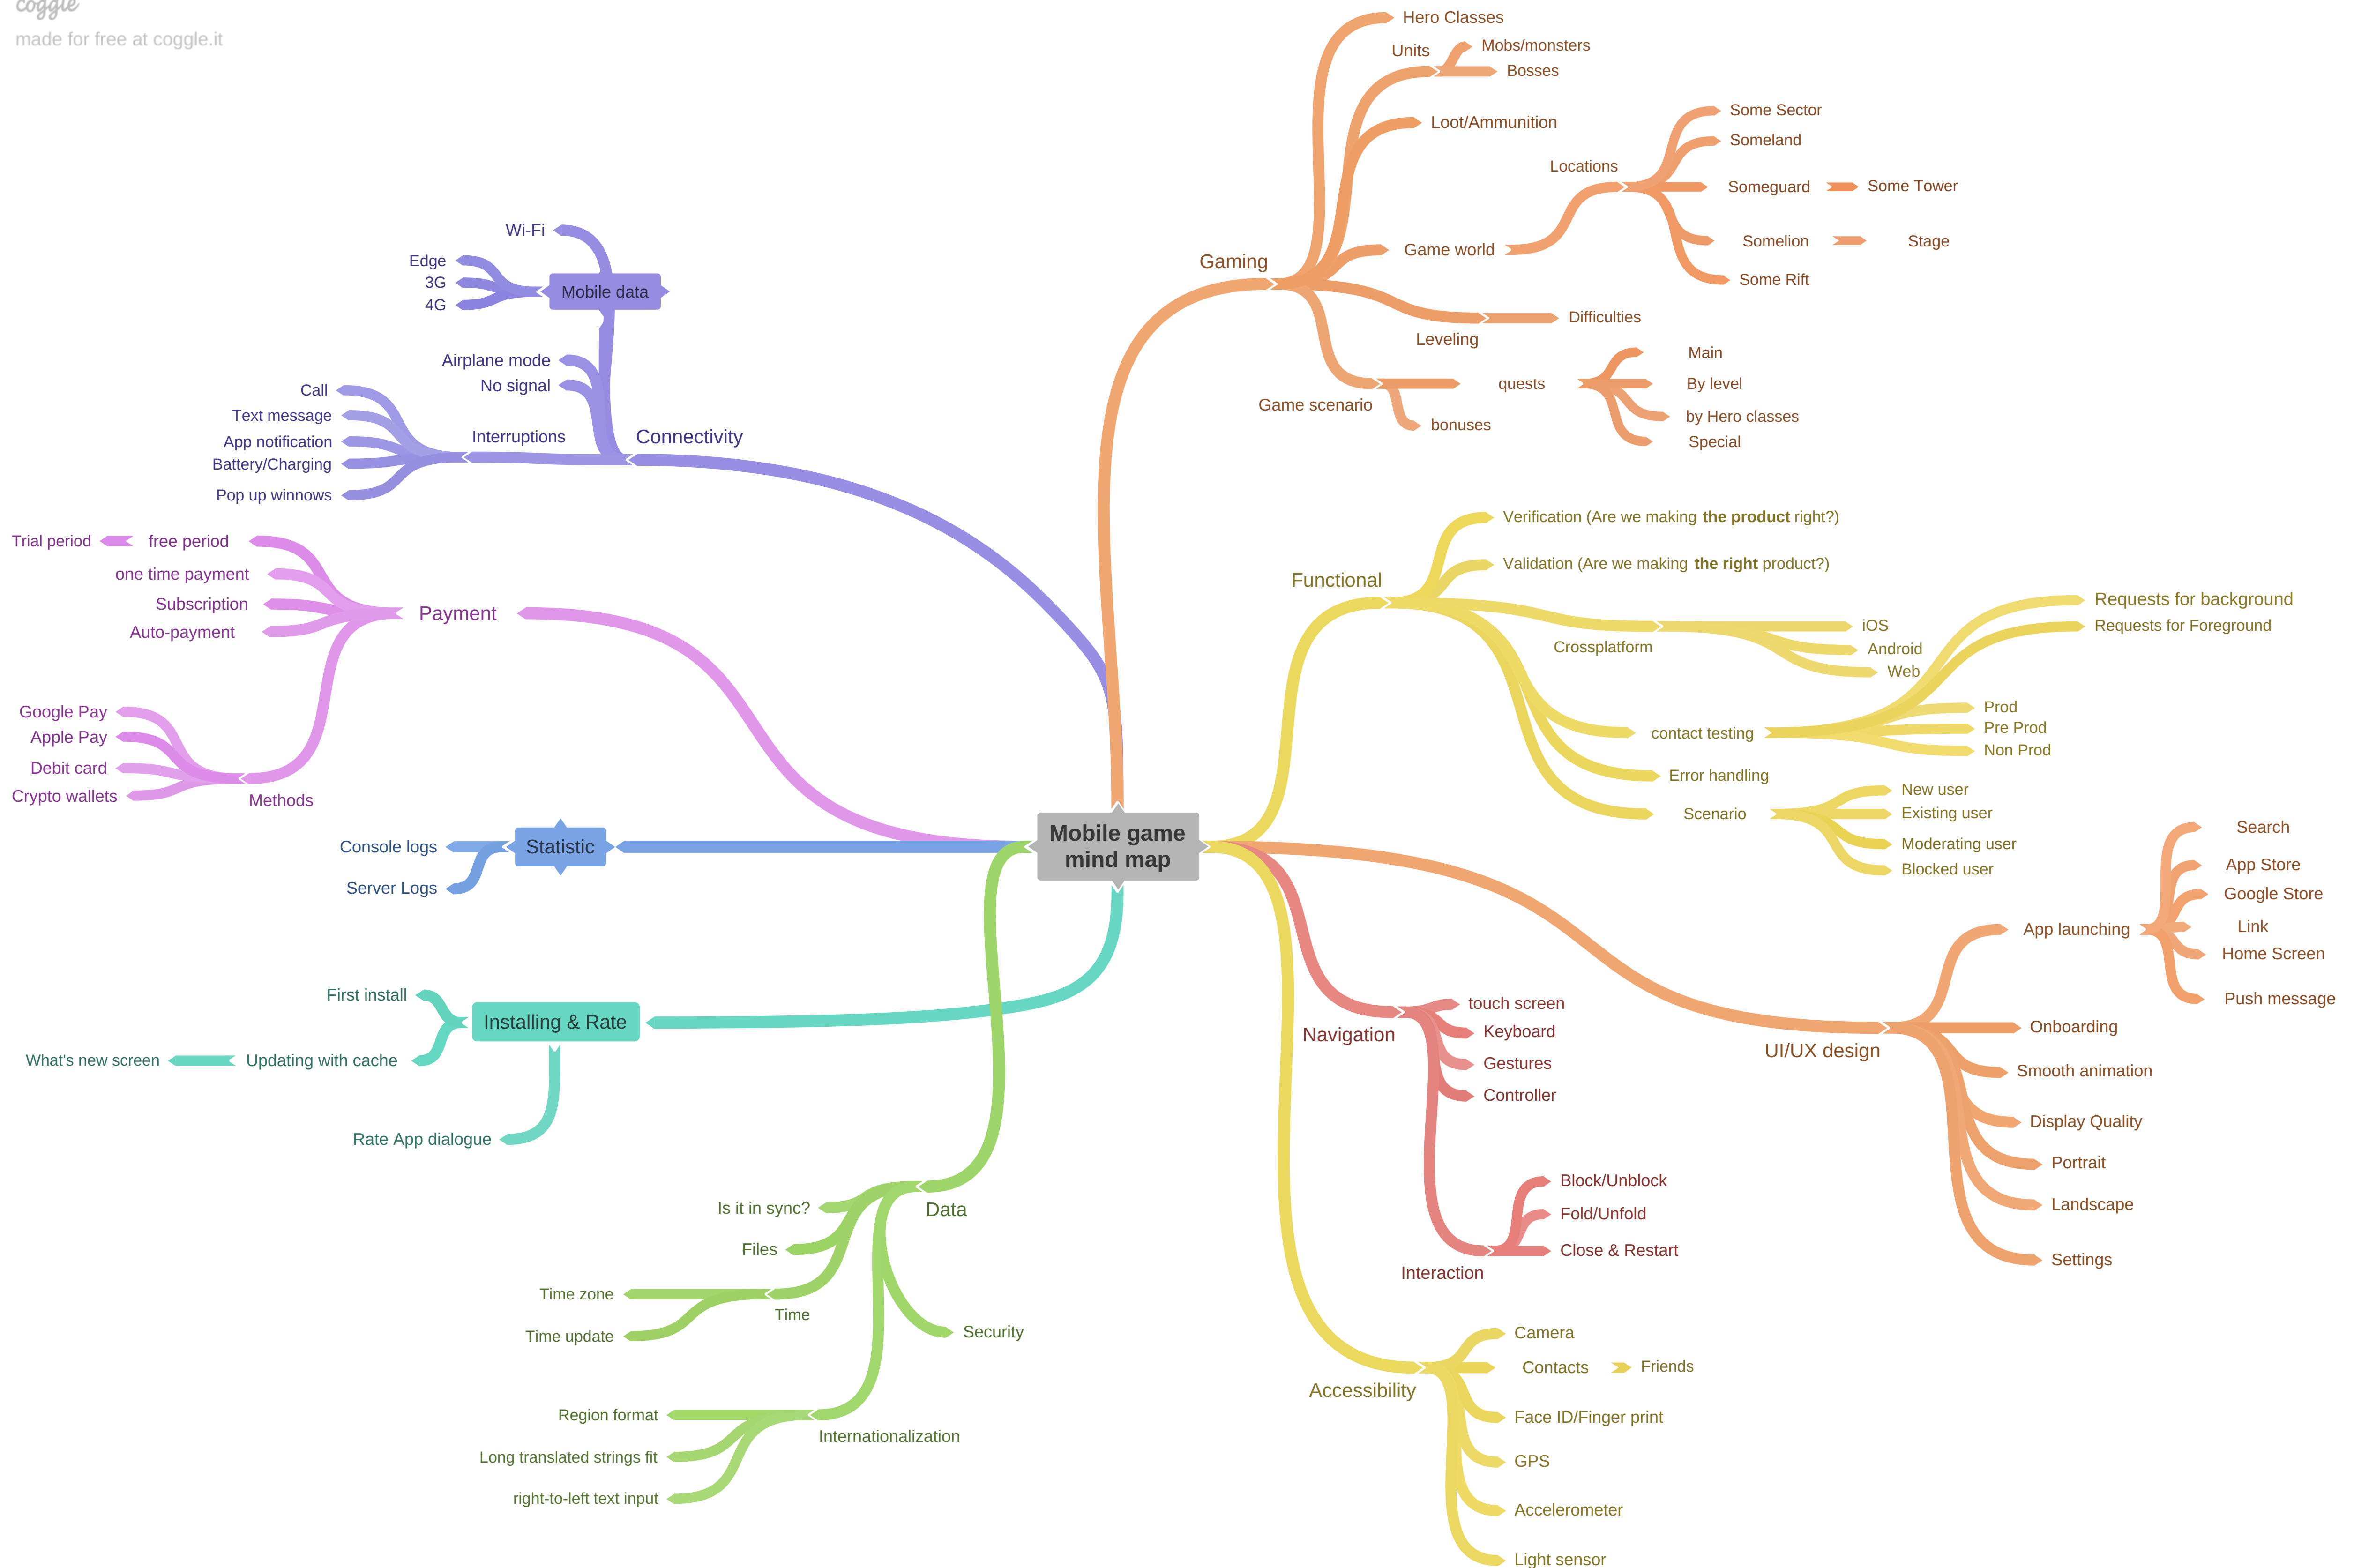 coggle
made for free at coggle.it
Mobile game
mind map
Gaming
Hero Classes
Units
Mobs/monsters
Bosses
Loot/Ammunition
Game world
Locations
Some Sector
Someland
Someguard
Some Tower
Somelion
Stage
Some Rift
Leveling
Difficulties
Game scenario
quests
Main
By level
by Hero classes
Special
bonuses
Connectivity
Wi-Fi
Mobile data
Edge
3G
4G
Airplane mode
No signal
Interruptions
Call
Text message
App notification
Battery/Charging
Pop up winnows
Payment
free period
Trial period
one time payment
Subscription
Auto-payment
Methods
Google Pay
Apple Pay
Debit card
Crypto wallets
Statistic
Console logs
Server Logs
Installing & Rate
First install
Updating with cache
What's new screen
Rate App dialogue
Data
Is it in sync?
Files
Time
Time zone
Time update
Security
Internationalization
Region format
Long translated strings fit
right-to-left text input
Functional
Verification (Are we making the product right?)
Validation (Are we making the right product?)
Crossplatform
iOS
Android
Web
contact testing
Requests for background
Requests for Foreground
Prod
Pre Prod
Non Prod
Error handling
Scenario
New user
Existing user
Moderating user
Blocked user
UI/UX design
App launching
Search
App Store
Google Store
Link
Home Screen
Push message
Onboarding
Smooth animation
Display Quality
Portrait
Landscape
Settings
Navigation
touch screen
Keyboard
Gestures
Controller
Interaction
Block/Unblock
Fold/Unfold
Close & Restart
Accessibility
Camera
Contacts
Friends
Face ID/Finger print
GPS
Accelerometer
Light sensor